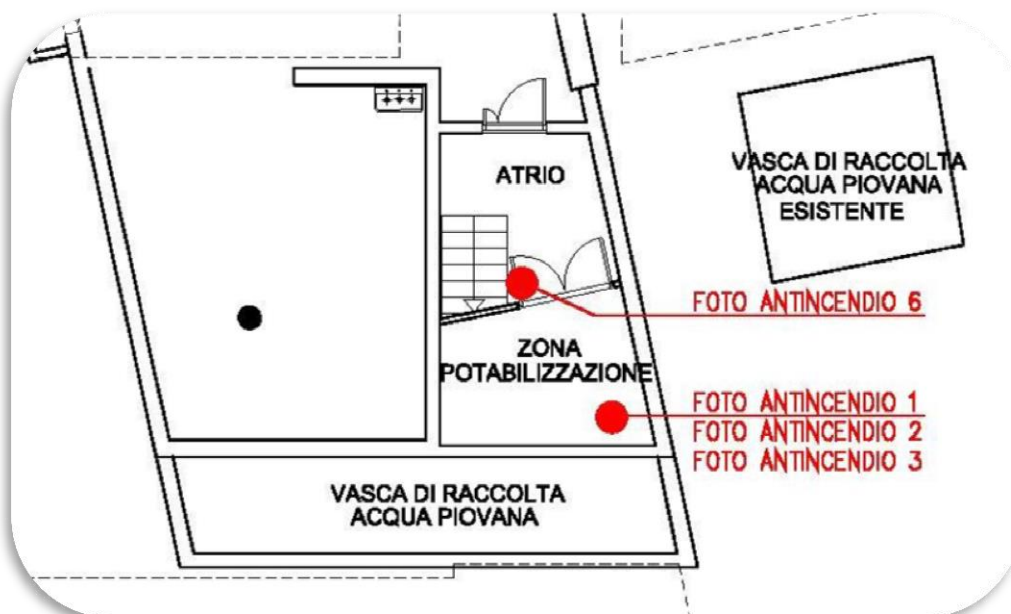 ATRIO
VASCA DI RACCOLTA
ACQUA PIOVANA
ESISTENTE
FOTO ANTINCENDIO 6
ZONA
POTABILIZZAZIONE
FOTO ANTINCENDIO 1
FOTO ANTINCENDIO 2
FOTO ANTINCENDIO 3
VASCA DI RACCOLTA
ACQUA PIOVANA